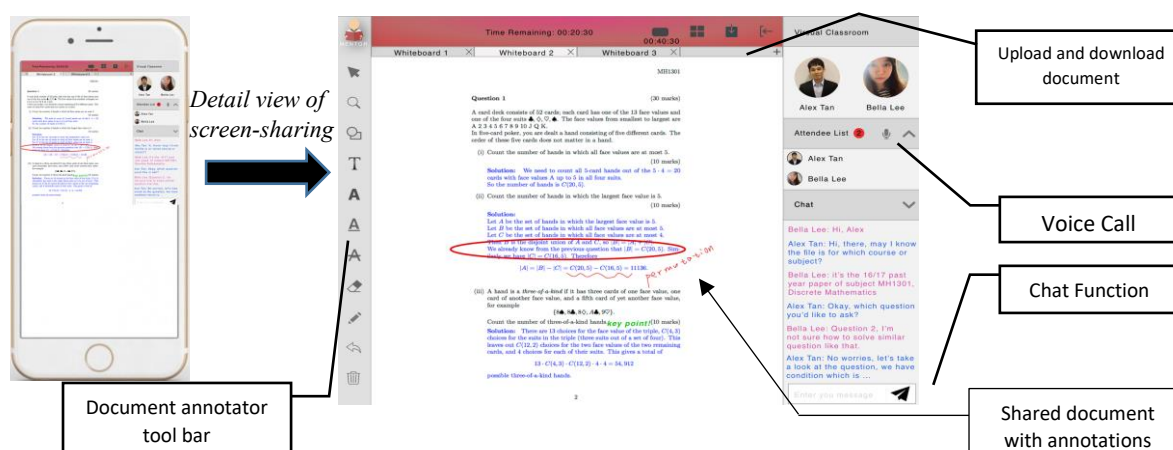 Detail view of
screen-sharing
Document annotator
tool bar
MENTOR
Time Remaining: 00:20:30
00:40:30
Whiteboard 1
Whiteboard 2
Whiteboard 3
MH1301
Question 1 (30 marks)
A card deck consists of 52 cards; each card has one of the 13 face values and
one of the four suits ♣, ◇, ♡, ♠. The face values from smallest to largest are
A 2 3 4 5 6 7 8 9 10 J Q K.
In five-card poker, you are dealt a hand consisting of five different cards. The
order of these five cards does not matter in a hand.
(i) Count the number of hands in which all face values are at most 5.
(10 marks)
Solution: We need to count all 5-card hands out of the 5 · 4 = 20
cards with face values A up to 5 in all four suits.
So the number of hands is C(20, 5).
(ii) Count the number of hands in which the largest face value is 5.
(10 marks)
Solution:
Let A be the set of hands in which the largest face value is 5.
Let B be the set of hands in which all face values are at most 5.
Let C be the set of hands in which all face values are at most 4.
Then B is the disjoint union of A and C, so |B| = |A| + |C|.
We already know from the previous question that |B| = C(20, 5). Sim-
ilarly we have |C| = C(16, 5). Therefore
|A| = |B| − |C| = C(20, 5) − C(16, 5) = 11136.
permutation
(iii) A hand is a three-of-a-kind if it has three cards of one face value, one
card of another face value, and a fifth card of yet another face value,
for example
Count the number of three-of-a-kind hands. key point! (10 marks)
Solution: There are 13 choices for the face value of the triple, C(4, 3)
choices for the suits in the triple (three suits out of a set of four). This
leaves out C(12, 2) choices for the two face values of the two remaining
cards, and 4 choices for each of their suits. This gives a total of
13 · C(4, 3) · C(12, 2) · 4 · 4 = 54, 912
possible three-of-a-kind hands.
Virtual Classroom
Alex Tan
Bella Lee
Attendee List 2
Alex Tan
Bella Lee
Chat
Bella Lee: Hi, Alex
Alex Tan: Hi, there, may I know
the file is for which course or
subject?
Bella Lee: it's the 16/17 past
year paper of subject MH1301,
Discrete Mathematics
Alex Tan: Okay, which question
you'd like to ask?
Bella Lee: Question 2, I'm
not sure how to solve similar
question like that.
Alex Tan: No worries, let's take
a look at the question, we have
condition which is ...
Enter you message
Upload and download
document
Voice Call
Chat Function
Shared document
with annotations